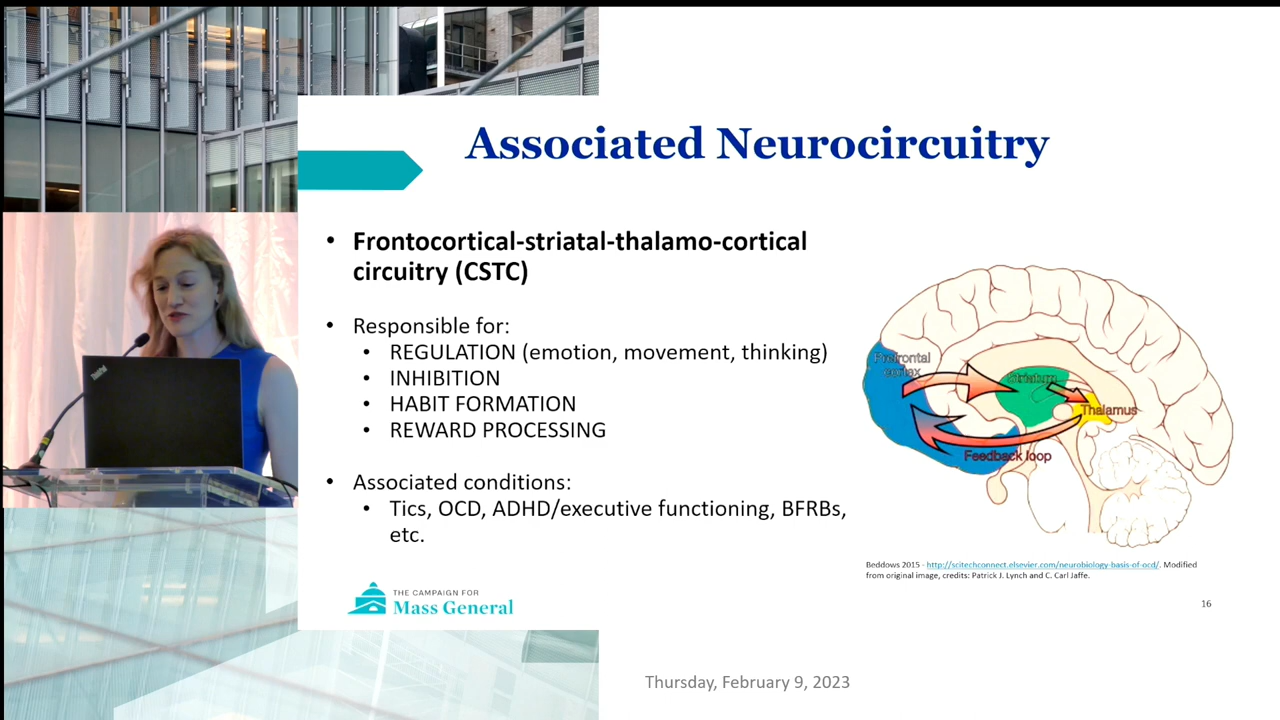 Associated Neurocircuitry
• Frontocortical-striatal-thalamo-cortical
circuitry (CSTC)
• Responsible for:
• REGULATION (emotion, movement, thinking)
• INHIBITION
• HABIT FORMATION
• REWARD PROCESSING
• Associated conditions:
• Tics, OCD, ADHD/executive functioning, BFRBs,
etc.
Prefrontal
cortex
Striatum
Thalamus
Feedback loop
Beddows 2015 - http://scitechconnect.elsevier.com/neurobiology-basis-of-ocd/. Modified
from original image, credits: Patrick J. Lynch and C. Carl Jaffe.
THE CAMPAIGN FOR
Mass General
16
Thursday, February 9, 2023
ThinkPad